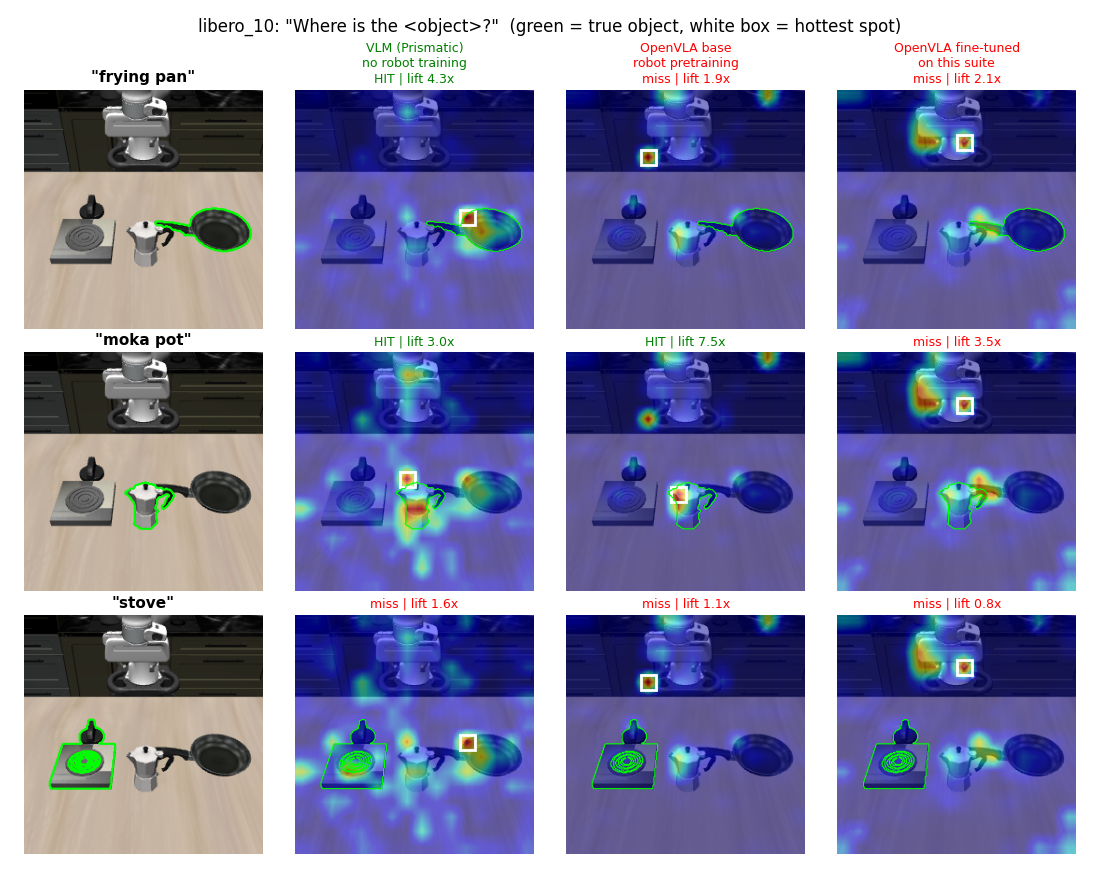 libero_10: "Where is the <object>?"  (green = true object, white box = hottest spot)
VLM (Prismatic)
no robot training
HIT | lift 4.3x
OpenVLA base
robot pretraining
miss | lift 1.9x
OpenVLA fine-tuned
on this suite
miss | lift 2.1x
"frying pan"
"moka pot"
HIT | lift 3.0x
HIT | lift 7.5x
miss | lift 3.5x
"stove"
miss | lift 1.6x
miss | lift 1.1x
miss | lift 0.8x